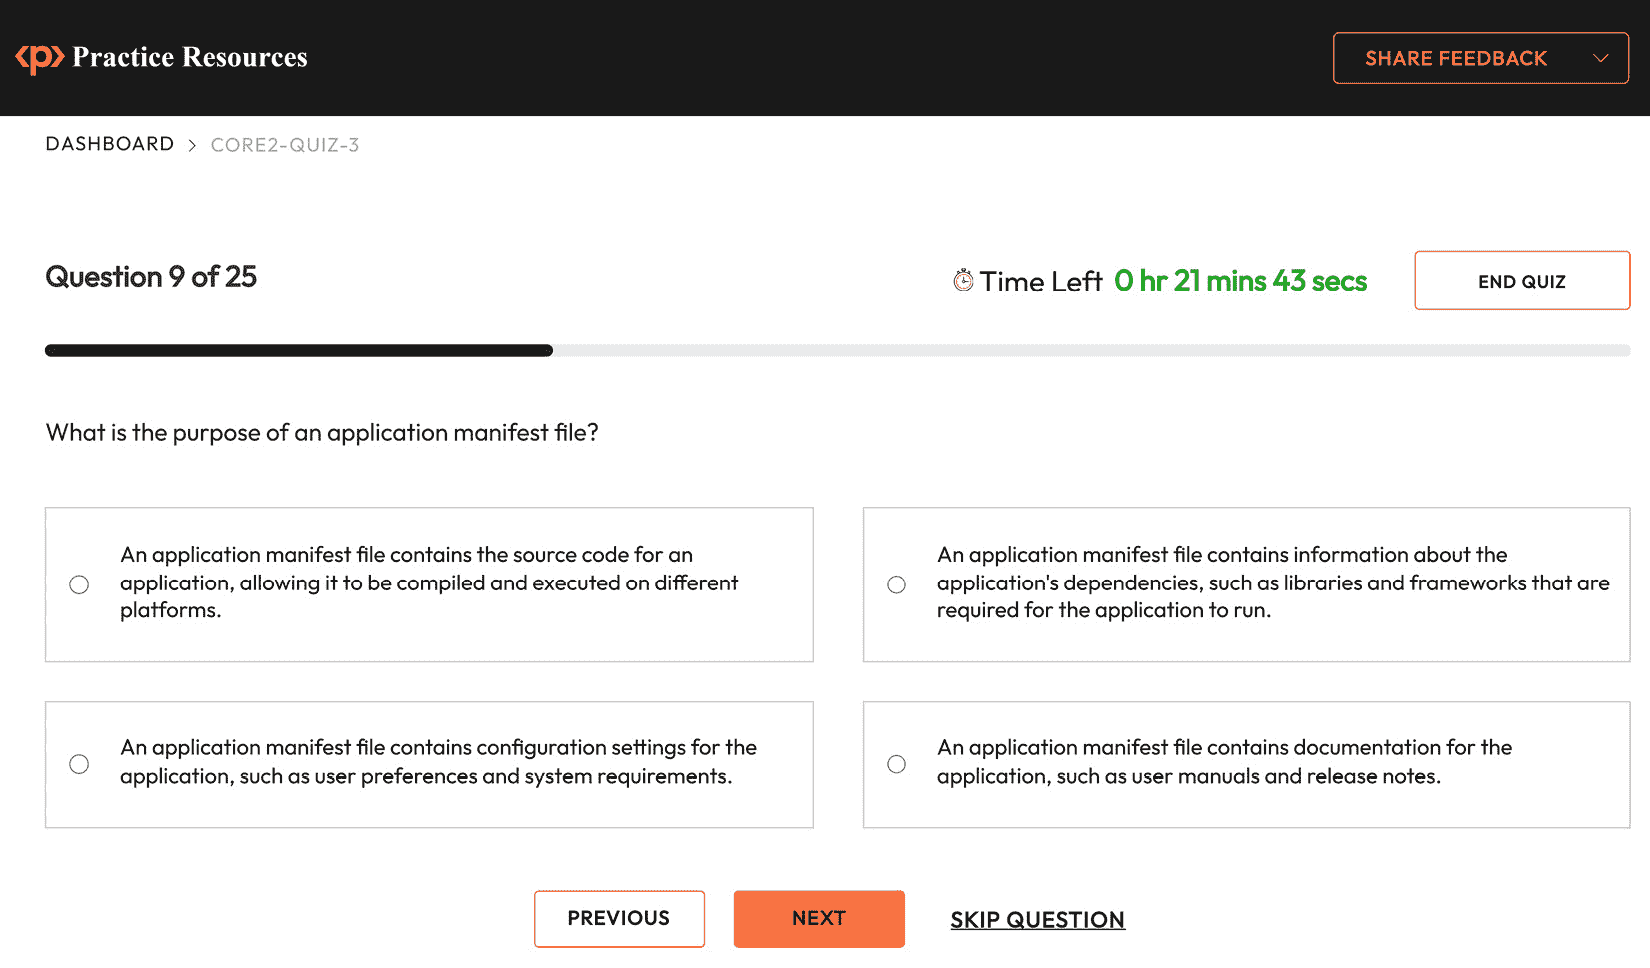 <p> Practice Resources
SHARE FEEDBACK
DASHBOARD > CORE2-QUIZ-3
Question 9 of 25
Time Left 0 hr 21 mins 43 secs
END QUIZ
What is the purpose of an application manifest file?
An application manifest file contains the source code for an
application, allowing it to be compiled and executed on different
platforms.
An application manifest file contains information about the
application's dependencies, such as libraries and frameworks that are
required for the application to run.
An application manifest file contains configuration settings for the
application, such as user preferences and system requirements.
An application manifest file contains documentation for the
application, such as user manuals and release notes.
PREVIOUS
NEXT
SKIP QUESTION